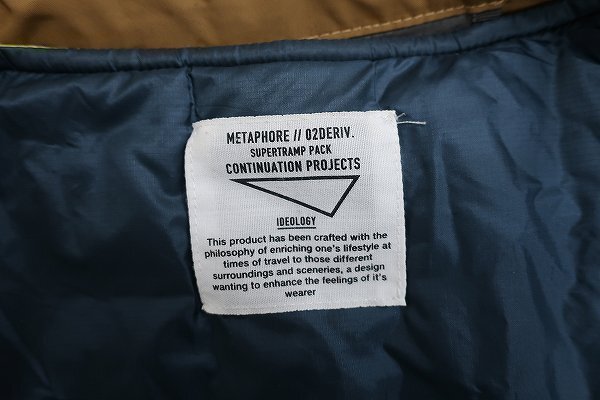 METAPHORE // 02DERIV.
SUPERTRAMP PACK
CONTINUATION PROJECTS
IDEOLOGY
This product has been crafted with the
philosophy of enriching one's lifestyle at
times of travel to those different
surroundings and sceneries, a design
wanting to enhance the feelings of it's
wearer